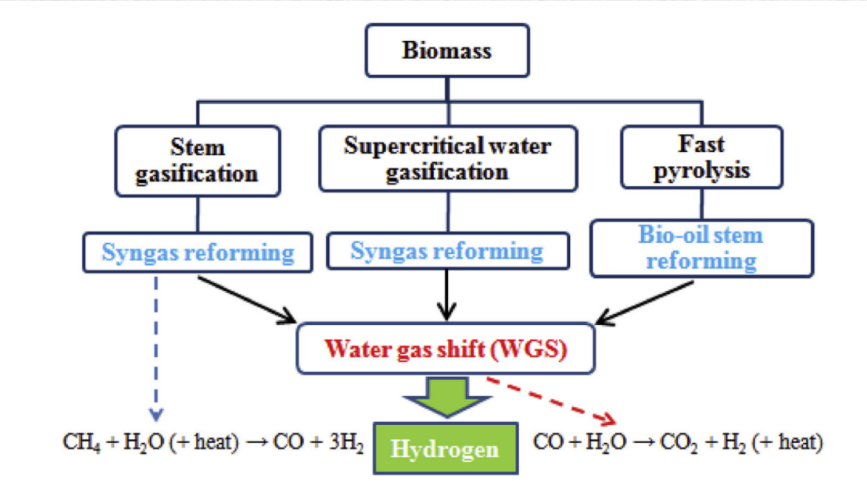 Biomass
Stem
gasification
Supercritical water
gasification
Fast
pyrolysis
Syngas reforming
Syngas reforming
Bio-oil stem
reforming
Water gas shift (WGS)
CH₄ + H₂O (+ heat) → CO + 3H₂
Hydrogen
CO + H₂O → CO₂ + H₂ (+ heat)